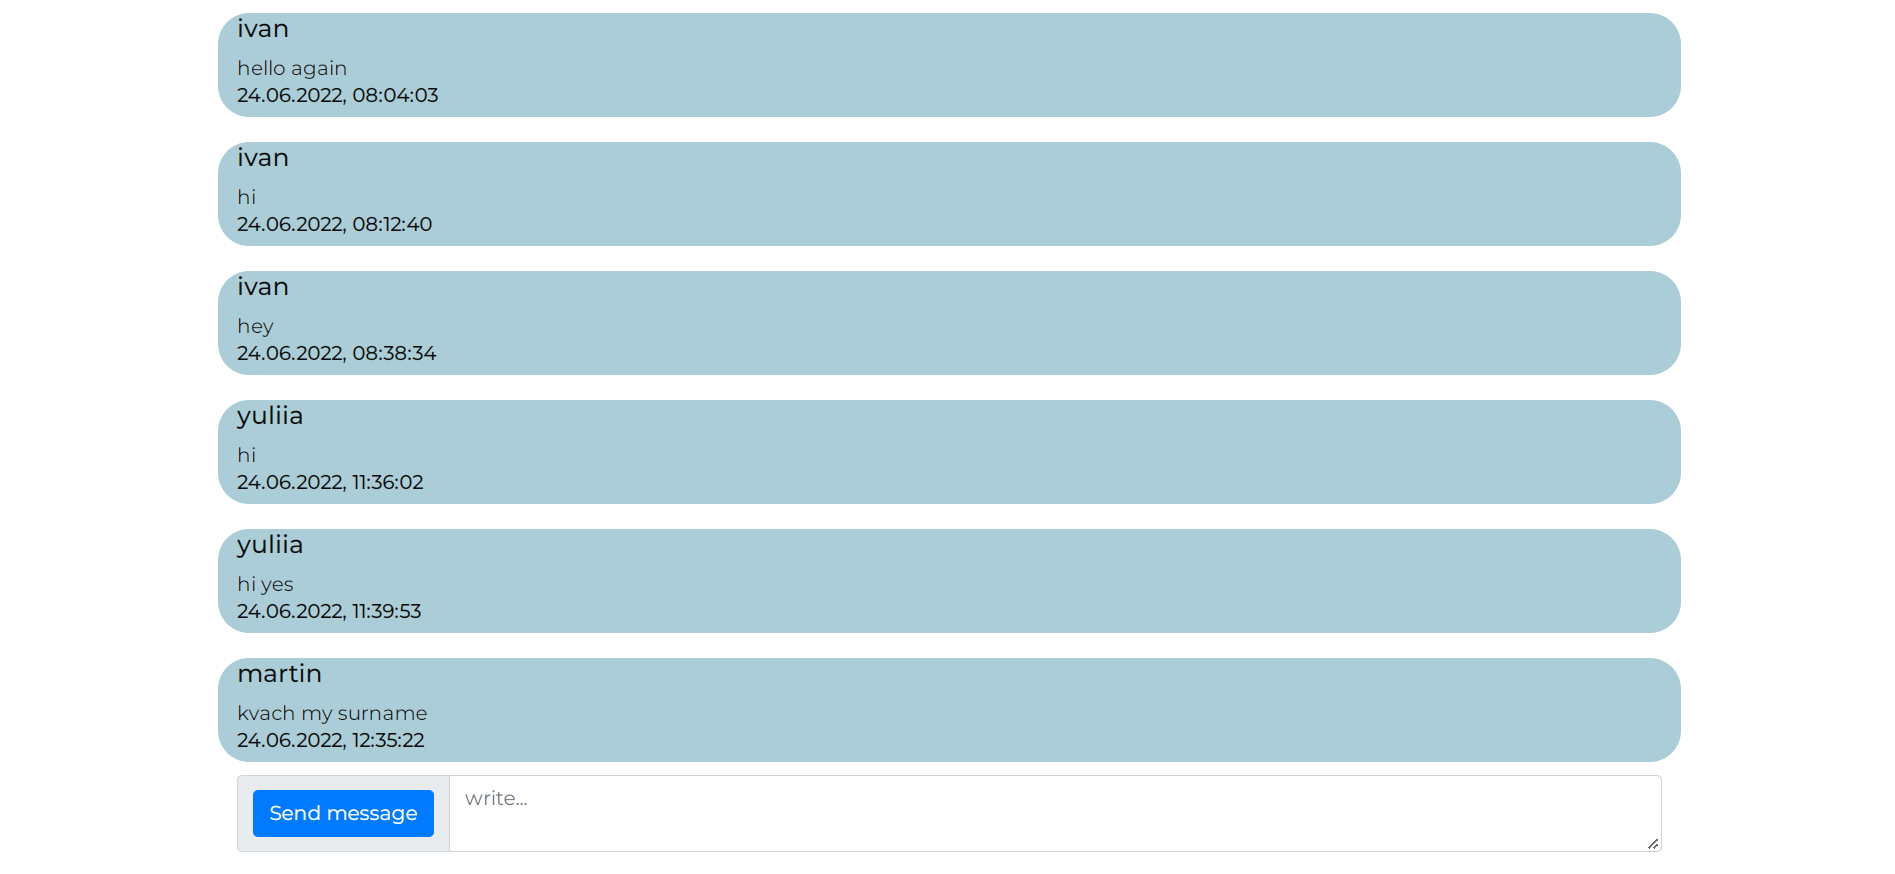 ivan
hello again
24.06.2022, 08:04:03
ivan
hi
24.06.2022, 08:12:40
ivan
hey
24.06.2022, 08:38:34
yuliia
hi
24.06.2022, 11:36:02
yuliia
hi yes
24.06.2022, 11:39:53
martin
kvach my surname
24.06.2022, 12:35:22
Send message
write...